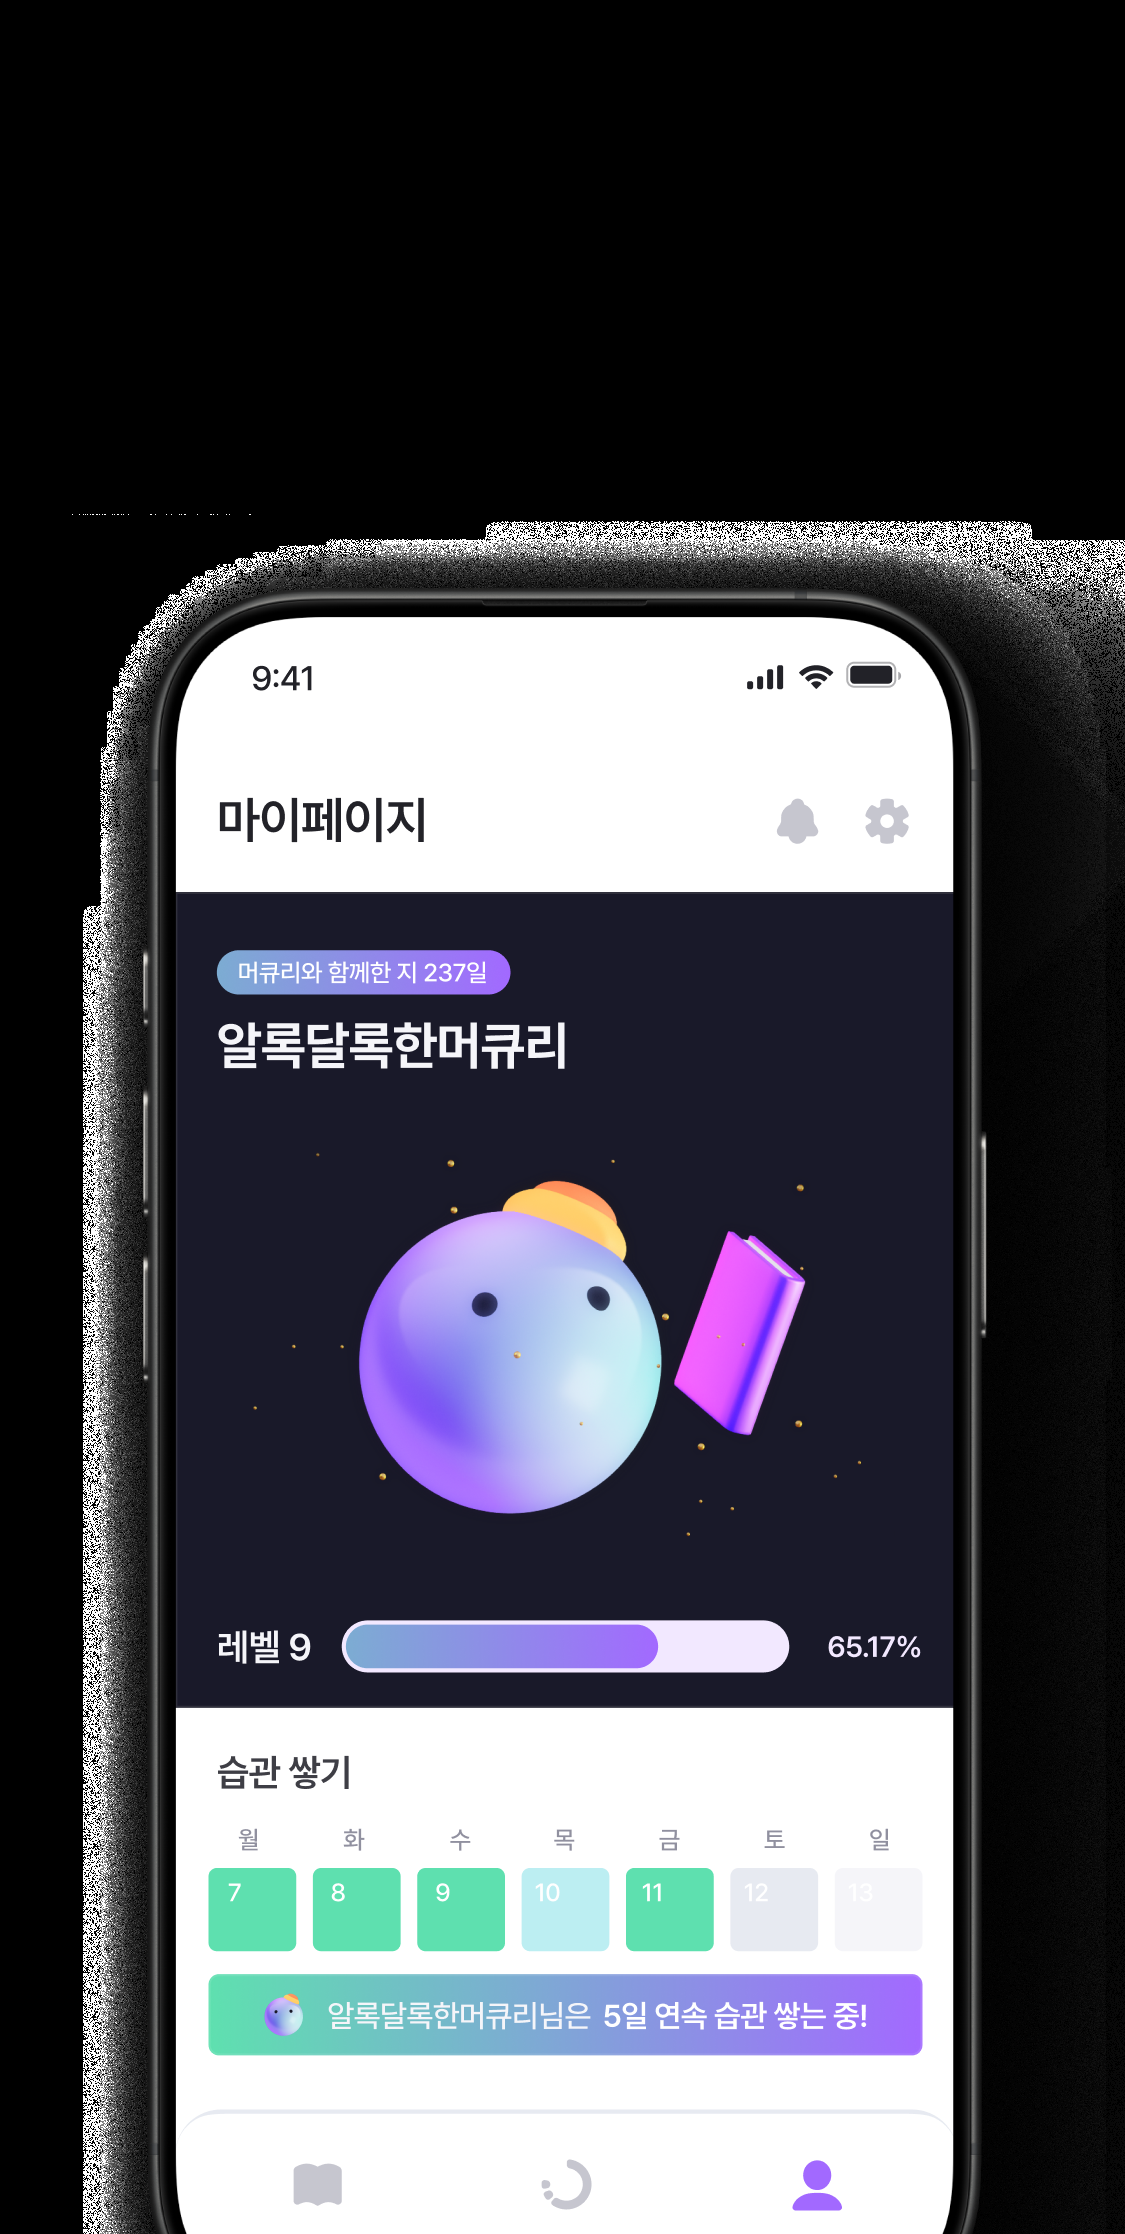 9:41
마이페이지
머큐리와 함께한 지 237일
알록달록한머큐리
레벨 9
65.17%
습관 쌓기
월 화 수 목 금 토 일
7 8 9 10 11 12 13
알록달록한머큐리님은 5일 연속 습관 쌓는 중!